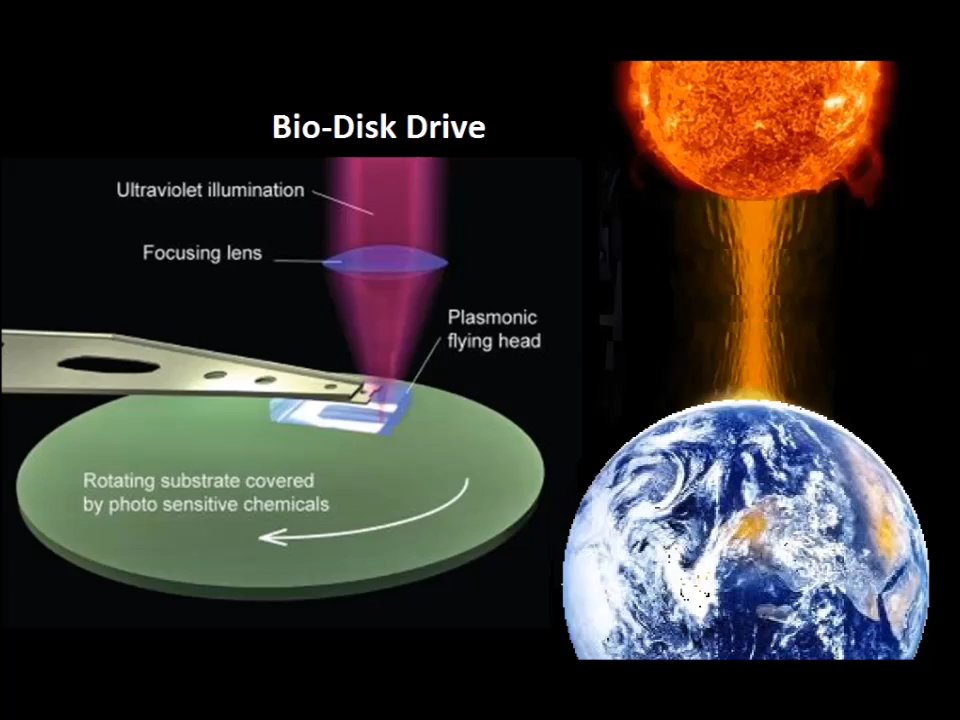 Bio-Disk Drive
Ultraviolet illumination
Focusing lens
Plasmonic
flying head
Rotating substrate covered
by photo sensitive chemicals